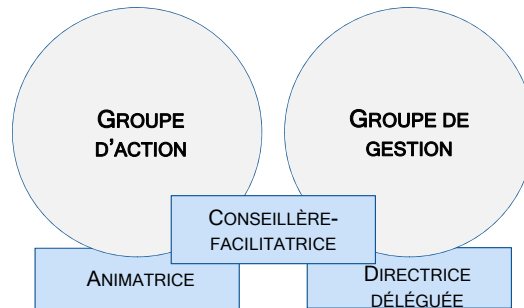 GROUPE
D'ACTION
GROUPE DE
GESTION
CONSEILLÈRE-
FACILITATRICE
ANIMATRICE
DIRECTRICE
DÉLÉGUÉE